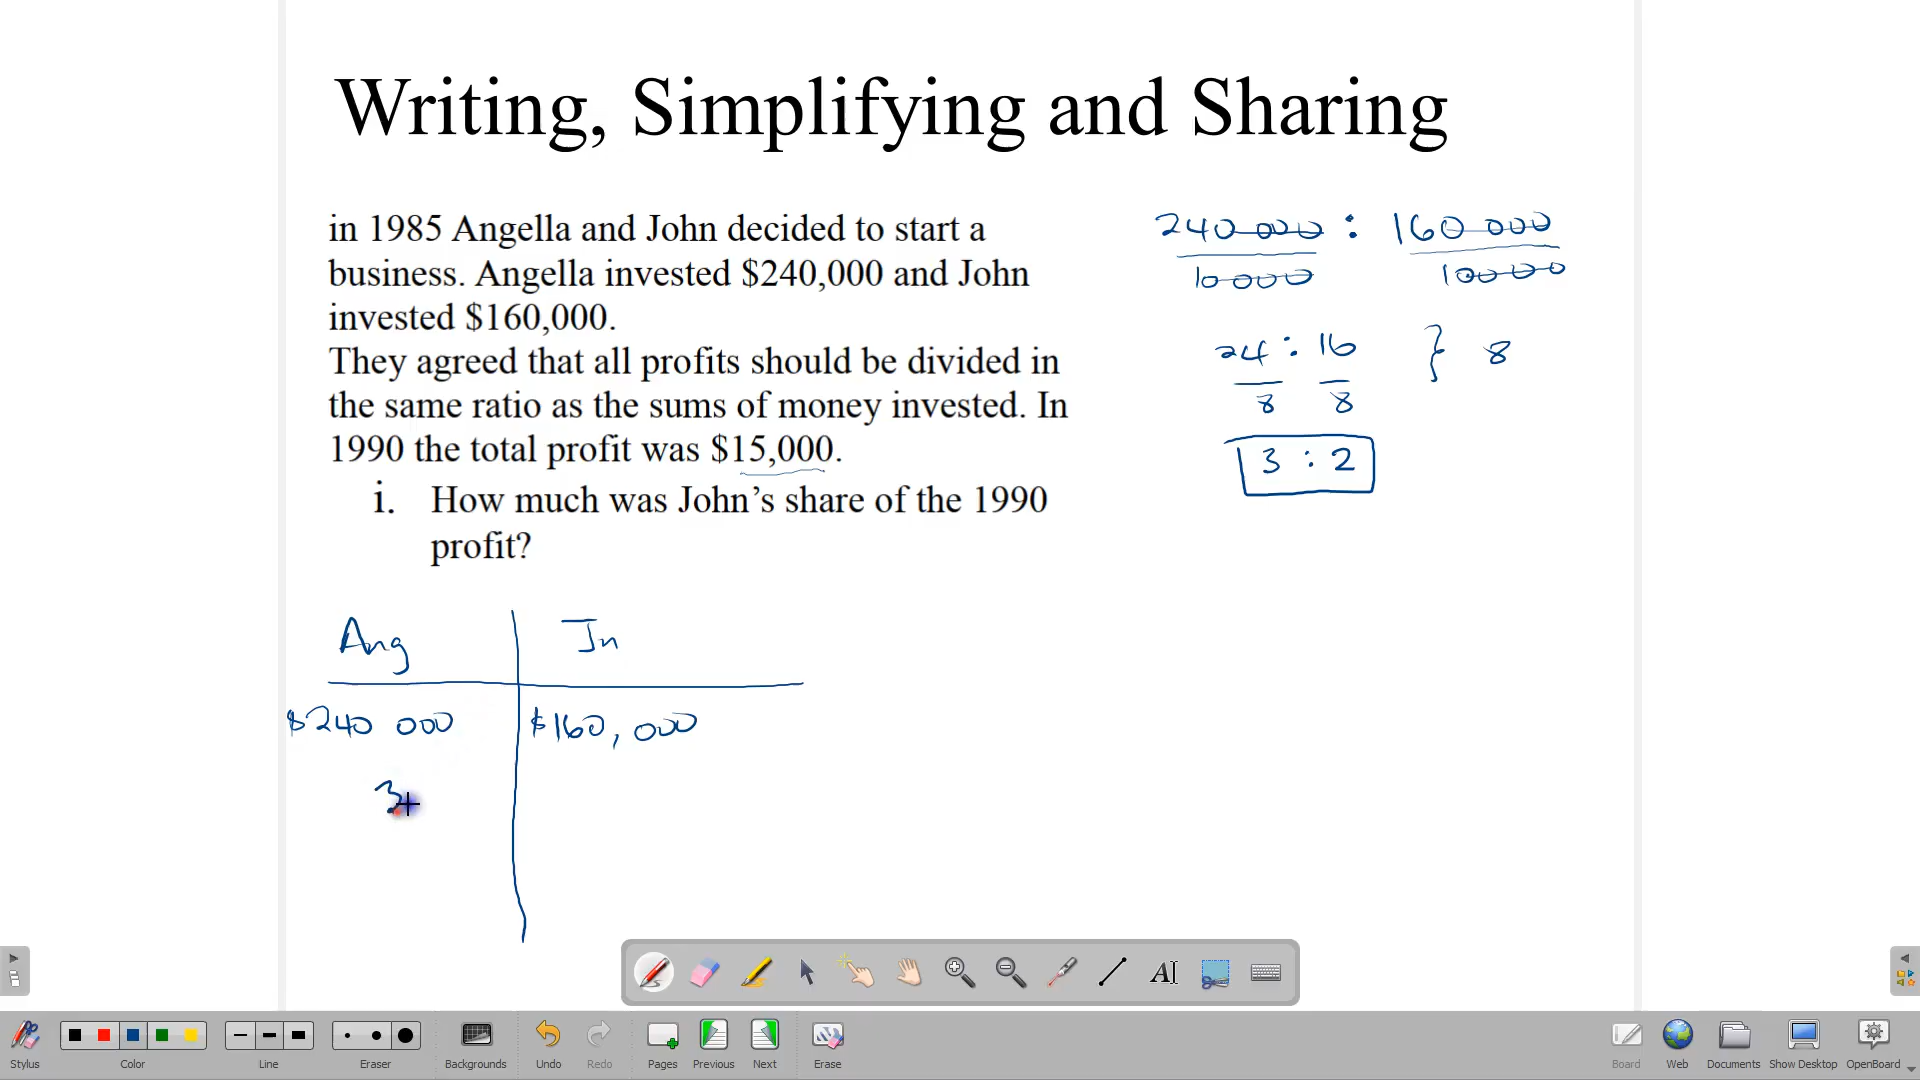 Writing, Simplifying and Sharing
in 1985 Angella and John decided to start a
business. Angella invested $240,000 and John
invested $160,000.
They agreed that all profits should be divided in
the same ratio as the sums of money invested. In
1990 the total profit was $15,000.
i. How much was John’s share of the 1990
profit?
240 000 : 160 000
10000 10000
24 : 16 } 8
8 8
3 : 2
Ang Jn
$240 000 $160,000
3
Stylus Color Line Eraser Backgrounds Undo Redo Pages Previous Next Erase Board Web Documents Show Desktop OpenBoard